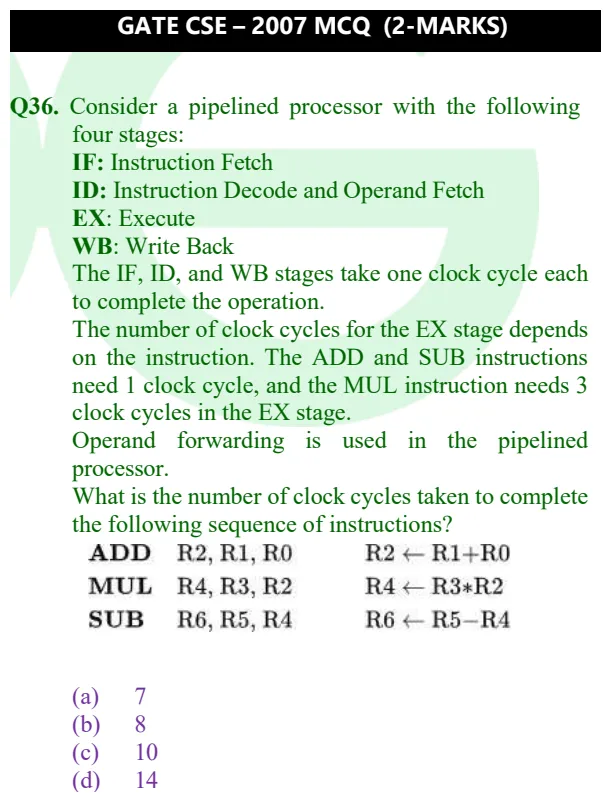 GATE CSE – 2007 MCQ (2-MARKS)
Q36. Consider a pipelined processor with the following
four stages:
IF: Instruction Fetch
ID: Instruction Decode and Operand Fetch
EX: Execute
WB: Write Back
The IF, ID, and WB stages take one clock cycle each
to complete the operation.
The number of clock cycles for the EX stage depends
on the instruction. The ADD and SUB instructions
need 1 clock cycle, and the MUL instruction needs 3
clock cycles in the EX stage.
Operand forwarding is used in the pipelined
processor.
What is the number of clock cycles taken to complete
the following sequence of instructions?
ADD R2, R1, R0 R2 ← R1+R0
MUL R4, R3, R2 R4 ← R3*R2
SUB R6, R5, R4 R6 ← R5−R4
(a) 7
(b) 8
(c) 10
(d) 14